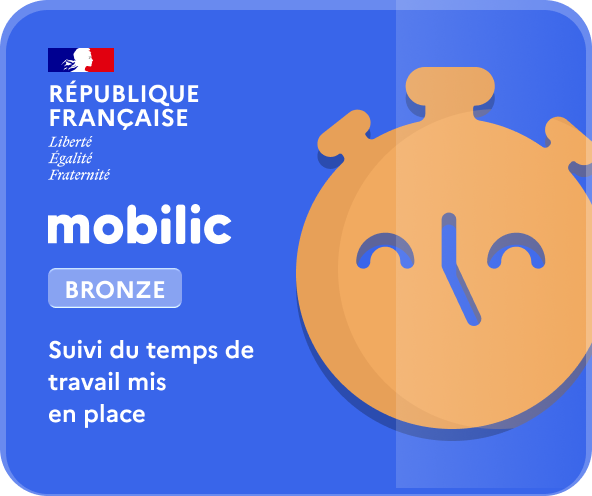 RÉPUBLIQUE
FRANÇAISE
Liberté
Égalité
Fraternité
mobilic
BRONZE
Suivi du temps de
travail mis
en place